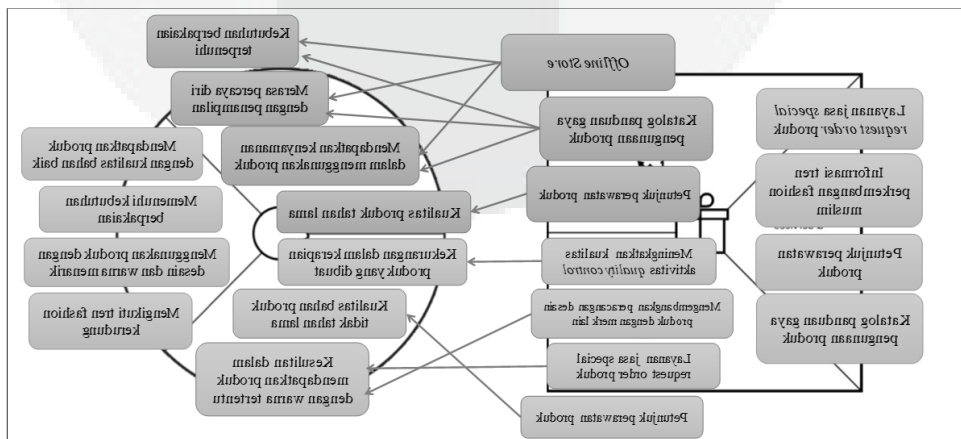 Layanan jasa special
request order produk
Informasi tren
perkembangan fashion
muslim
Petunjuk perawatan
produk
Katalog panduan gaya
pengunaan produk
Offline Store
Katalog panduan gaya
pengunaan produk
Petunjuk perawatan produk
Meningkatkan kualitas
aktivitas quality control
Mengembangkan peracangan desain
produk dengan merk lain
Layanan jasa special
request order produk
Petunjuk perawatan produk
Kebutuhan berpakaian
terpenuhi
Merasa percaya diri
dengan penampilan
Mendapatkan kenyamanan
dalam menggunakan produk
Kualitas produk tahan lama
Kekurangan dalam kerapian
produk yang dibuat
Kualitas bahan produk
tidak tahan lama
Kesulitan dalam
mendapatkan produk
dengan warna tertentu
Mendapatkan produk
dengan kualitas bahan baik
Memenuhi kebutuhan
berpakaian
Menggunakan produk dengan
desain dan warna menarik
Mengikuti tren fashion
kerudung